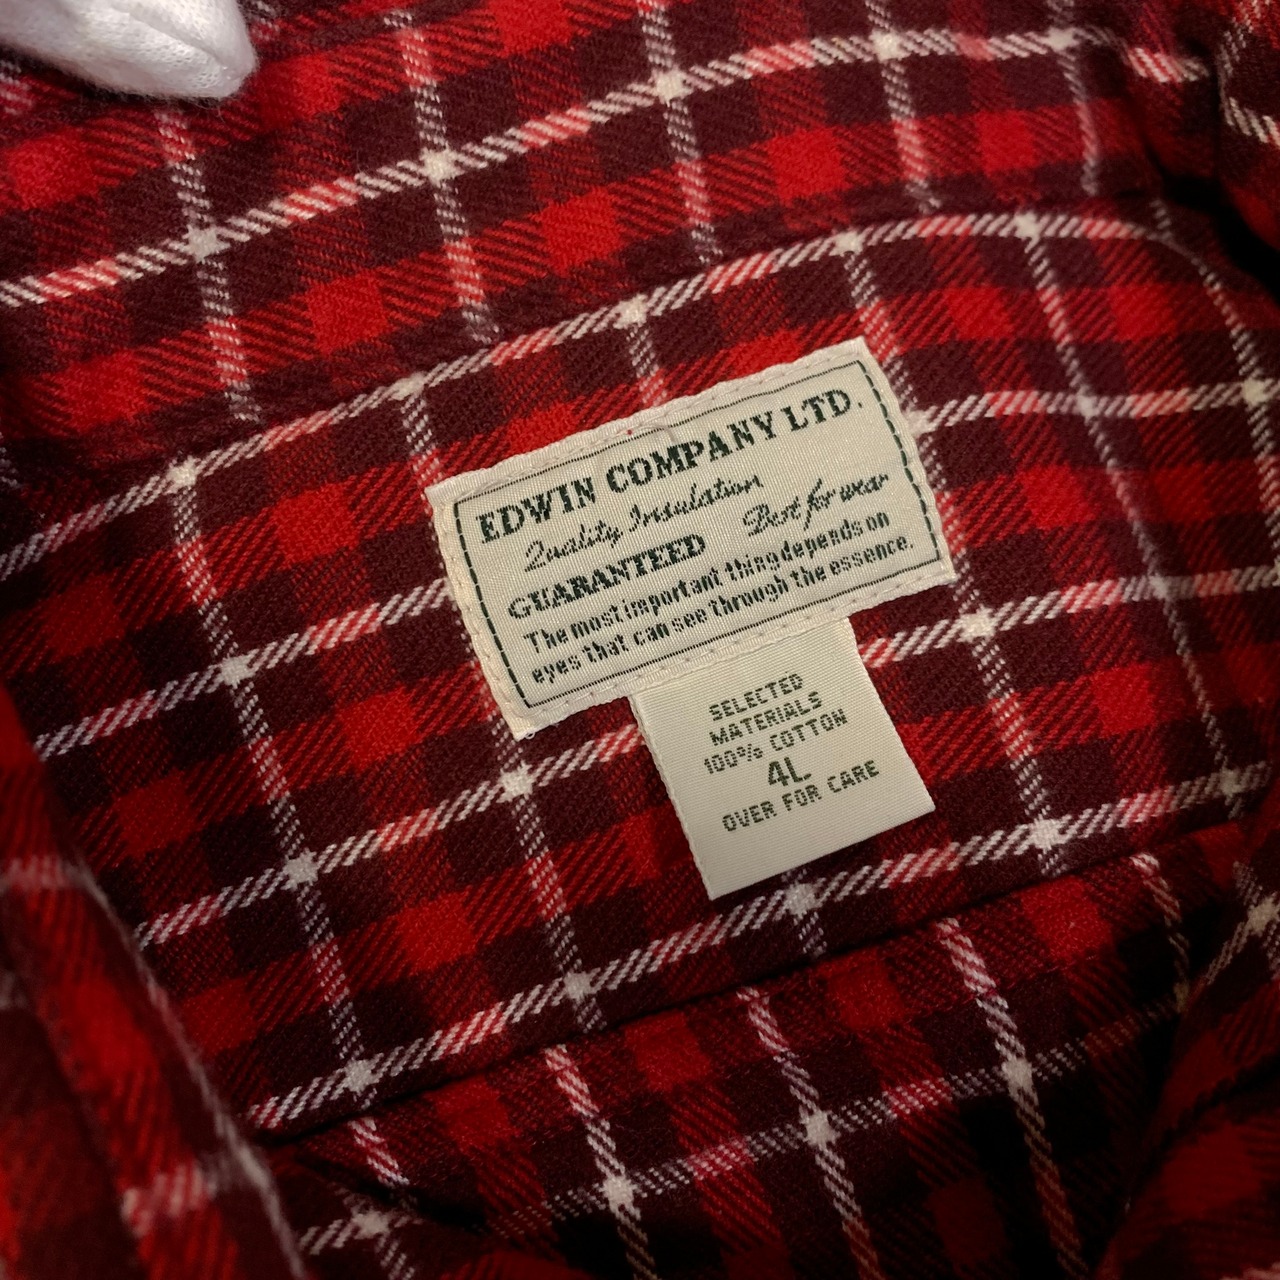 EDWIN COMPANY LTD.
Quality Insulation
Best for wear
GUARANTEED
The most important thing depends on
eyes that can see through the essence.
SELECTED
MATERIALS
100% COTTON
4L
OVER FOR CARE